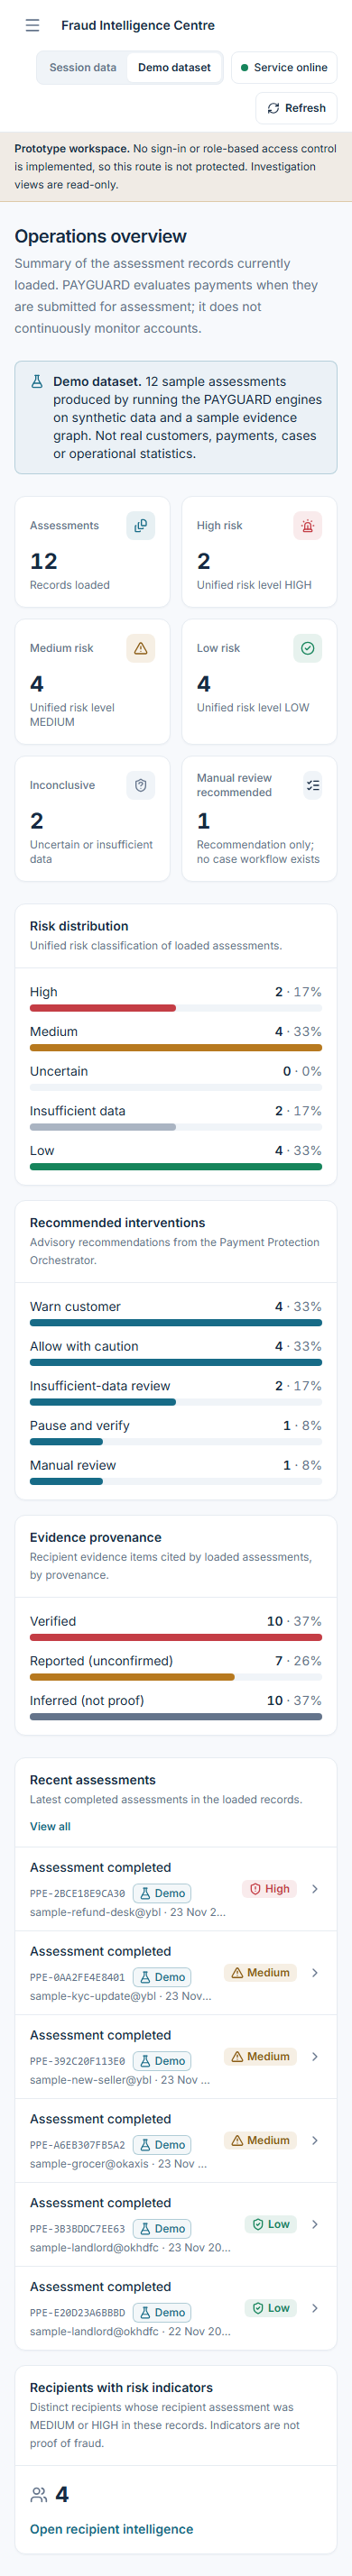 Fraud Intelligence Centre
Session data
Demo dataset
Service online
Refresh
Prototype workspace. No sign-in or role-based access control
is implemented, so this route is not protected. Investigation
views are read-only.
Operations overview
Summary of the assessment records currently
loaded. PAYGUARD evaluates payments when they
are submitted for assessment; it does not
continuously monitor accounts.
Demo dataset. 12 sample assessments
produced by running the PAYGUARD engines
on synthetic data and a sample evidence
graph. Not real customers, payments, cases
or operational statistics.
Assessments
12
Records loaded
High risk
2
Unified risk level HIGH
Medium risk
4
Unified risk level
MEDIUM
Low risk
4
Unified risk level LOW
Inconclusive
2
Uncertain or insufficient
data
Manual review
recommended
1
Recommendation only;
no case workflow exists
Risk distribution
Unified risk classification of loaded assessments.
High 2 · 17%
Medium 4 · 33%
Uncertain 0 · 0%
Insufficient data 2 · 17%
Low 4 · 33%
Recommended interventions
Advisory recommendations from the Payment Protection
Orchestrator.
Warn customer 4 · 33%
Allow with caution 4 · 33%
Insufficient-data review 2 · 17%
Pause and verify 1 · 8%
Manual review 1 · 8%
Evidence provenance
Recipient evidence items cited by loaded assessments,
by provenance.
Verified 10 · 37%
Reported (unconfirmed) 7 · 26%
Inferred (not proof) 10 · 37%
Recent assessments
Latest completed assessments in the loaded records.
View all
Assessment completed
PPE-2BCE18E9CA30 Demo High
sample-refund-desk@ybl · 23 Nov 2...
Assessment completed
PPE-0AA2FE4E8401 Demo Medium
sample-kyc-update@ybl · 23 Nov...
Assessment completed
PPE-392C20F113E0 Demo Medium
sample-new-seller@ybl · 23 Nov ...
Assessment completed
PPE-A6EB307FB5A2 Demo Medium
sample-grocer@okaxis · 23 Nov ...
Assessment completed
PPE-3B3BDDC7EE63 Demo Low
sample-landlord@okhdfc · 23 Nov 20...
Assessment completed
PPE-E20D23A6BBBD Demo Low
sample-landlord@okhdfc · 22 Nov 20...
Recipients with risk indicators
Distinct recipients whose recipient assessment was
MEDIUM or HIGH in these records. Indicators are not
proof of fraud.
4
Open recipient intelligence